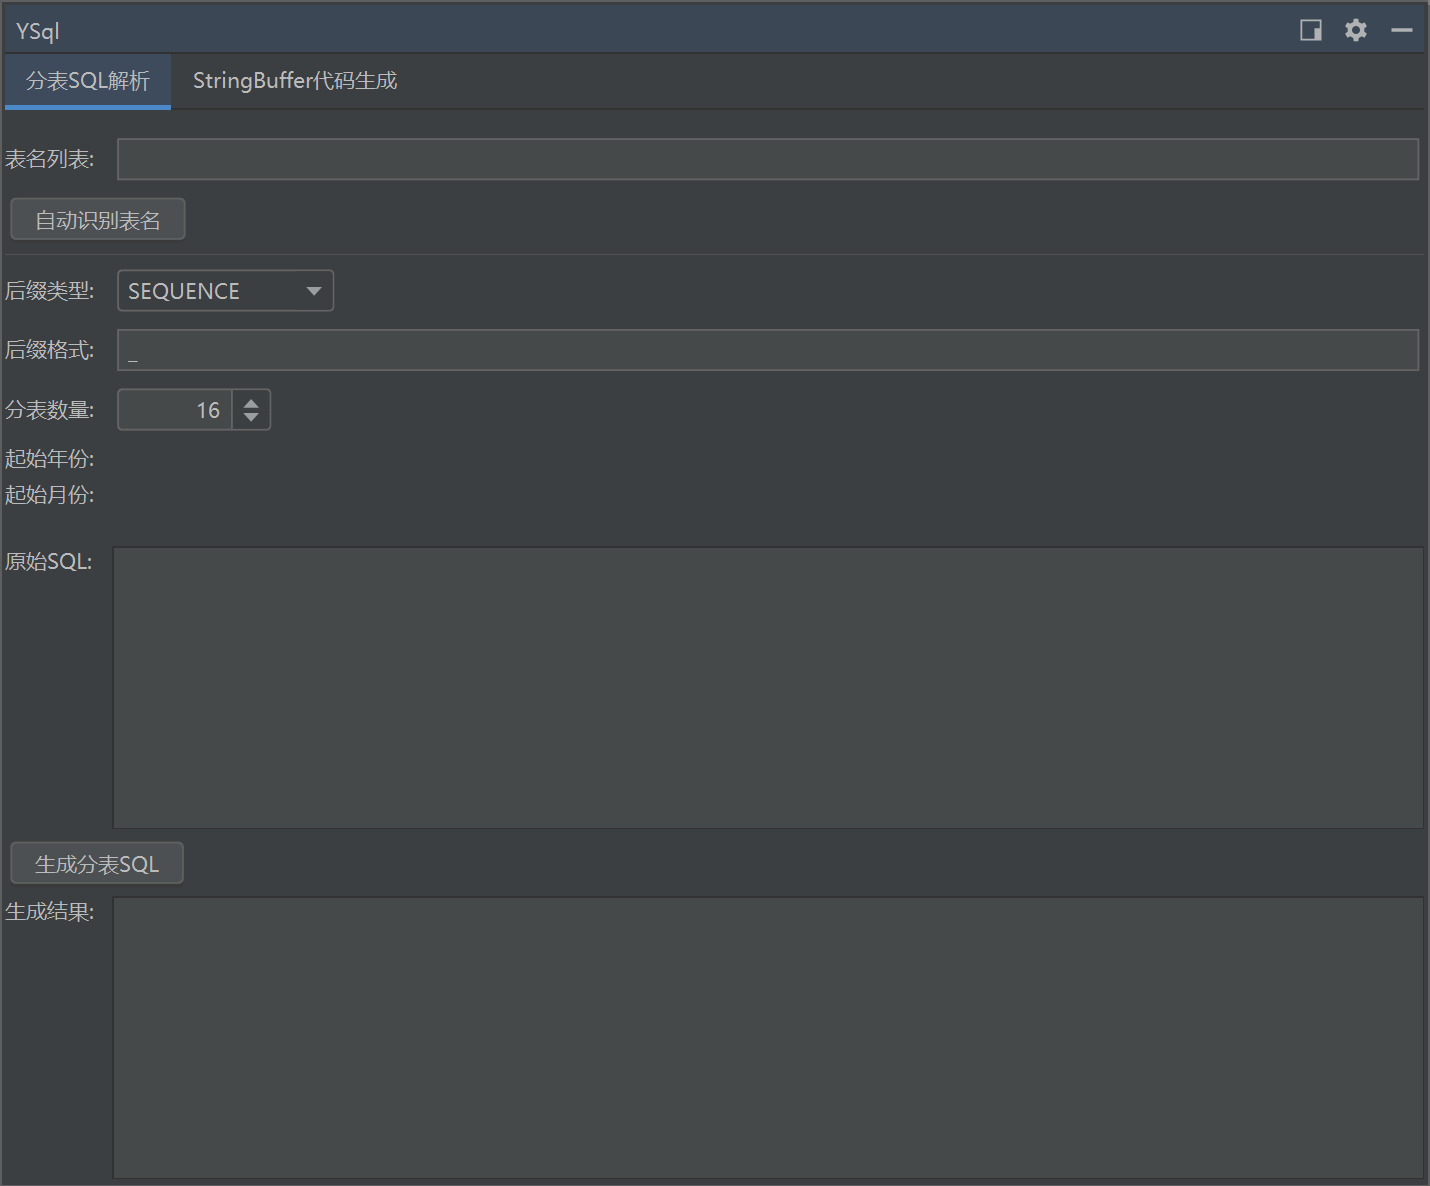 YSql
分表SQL解析 StringBuffer代码生成
表名列表:
自动识别表名
后缀类型: SEQUENCE
后缀格式: _
分表数量: 16
起始年份:
起始月份:
原始SQL:
生成分表SQL
生成结果: